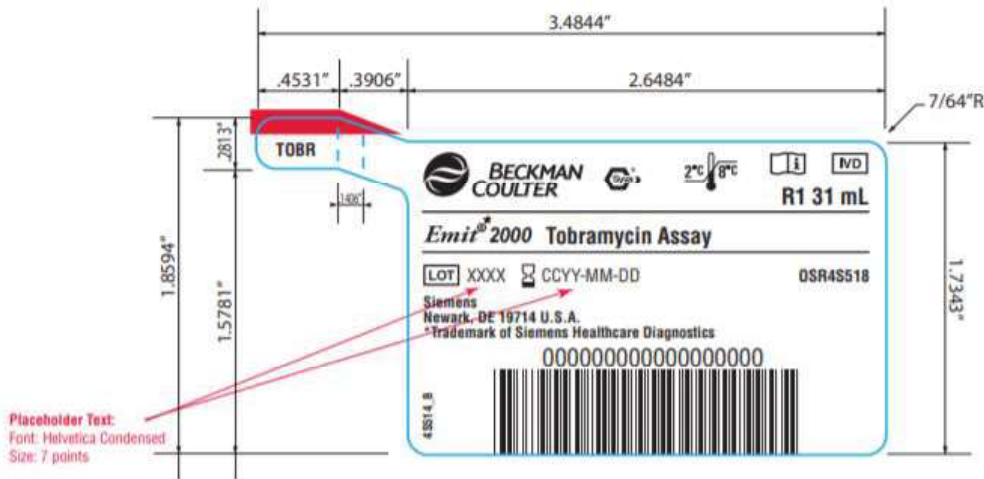 3.4844"
.4531"
.3906"
2.6484"
7/64"R
.2813"
TOBR
BECKMAN
COULTER
2°C 8°C
i
IVD
R1 31 mL
.1406"
Emit®* 2000 Tobramycin Assay
1.8594"
1.5781"
1.7343"
LOT XXXX CCYY-MM-DD
OSR4S518
Siemens
Newark, DE 19714 U.S.A.
*Trademark of Siemens Healthcare Diagnostics
0000000000000000000
Placeholder Text:
Font: Helvetica Condensed
Size: 7 points